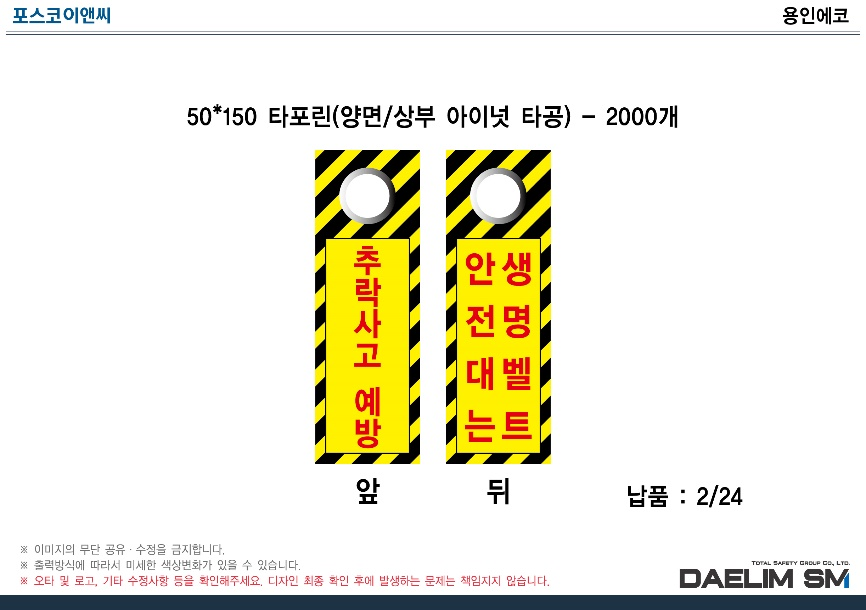 포스코이앤씨
용인에코
50*150 타포린(양면/상부 아이넛 타공) - 2000개
추락사고 예방
안전대는
생명벨트
앞
뒤
납품 : 2/24
※ 이미지의 무단 공유 · 수정을 금지합니다.
※ 출력방식에 따라서 미세한 색상변화가 있을 수 있습니다.
※ 오타 및 로고, 기타 수정사항 등을 확인해주세요. 디자인 최종 확인 후에 발생하는 문제는 책임지지 않습니다.
TOTAL SAFETY GROUP CO., LTD.
DAELIM SM